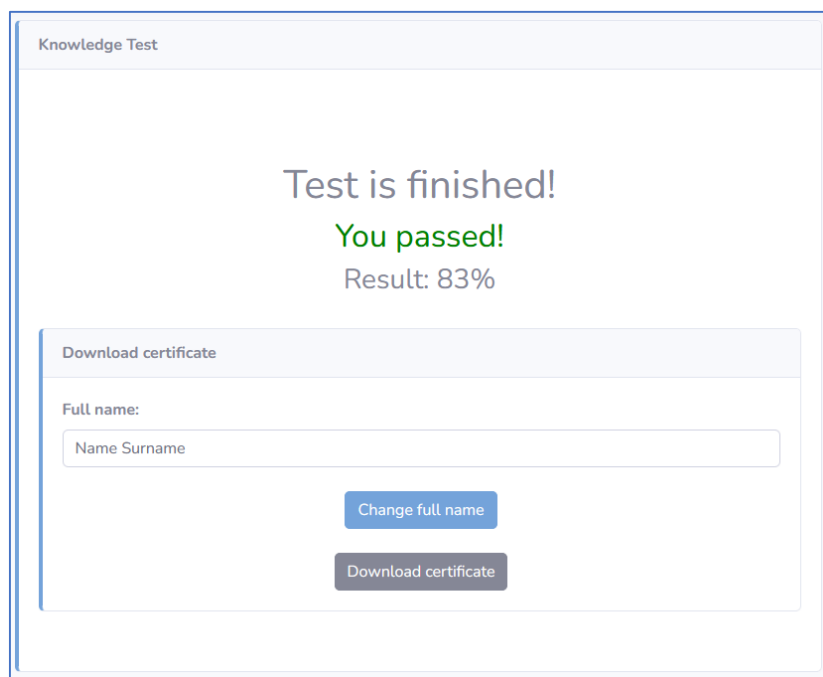 Knowledge Test
Test is finished!
You passed!
Result: 83%
Download certificate
Full name:
Name Surname
Change full name
Download certificate